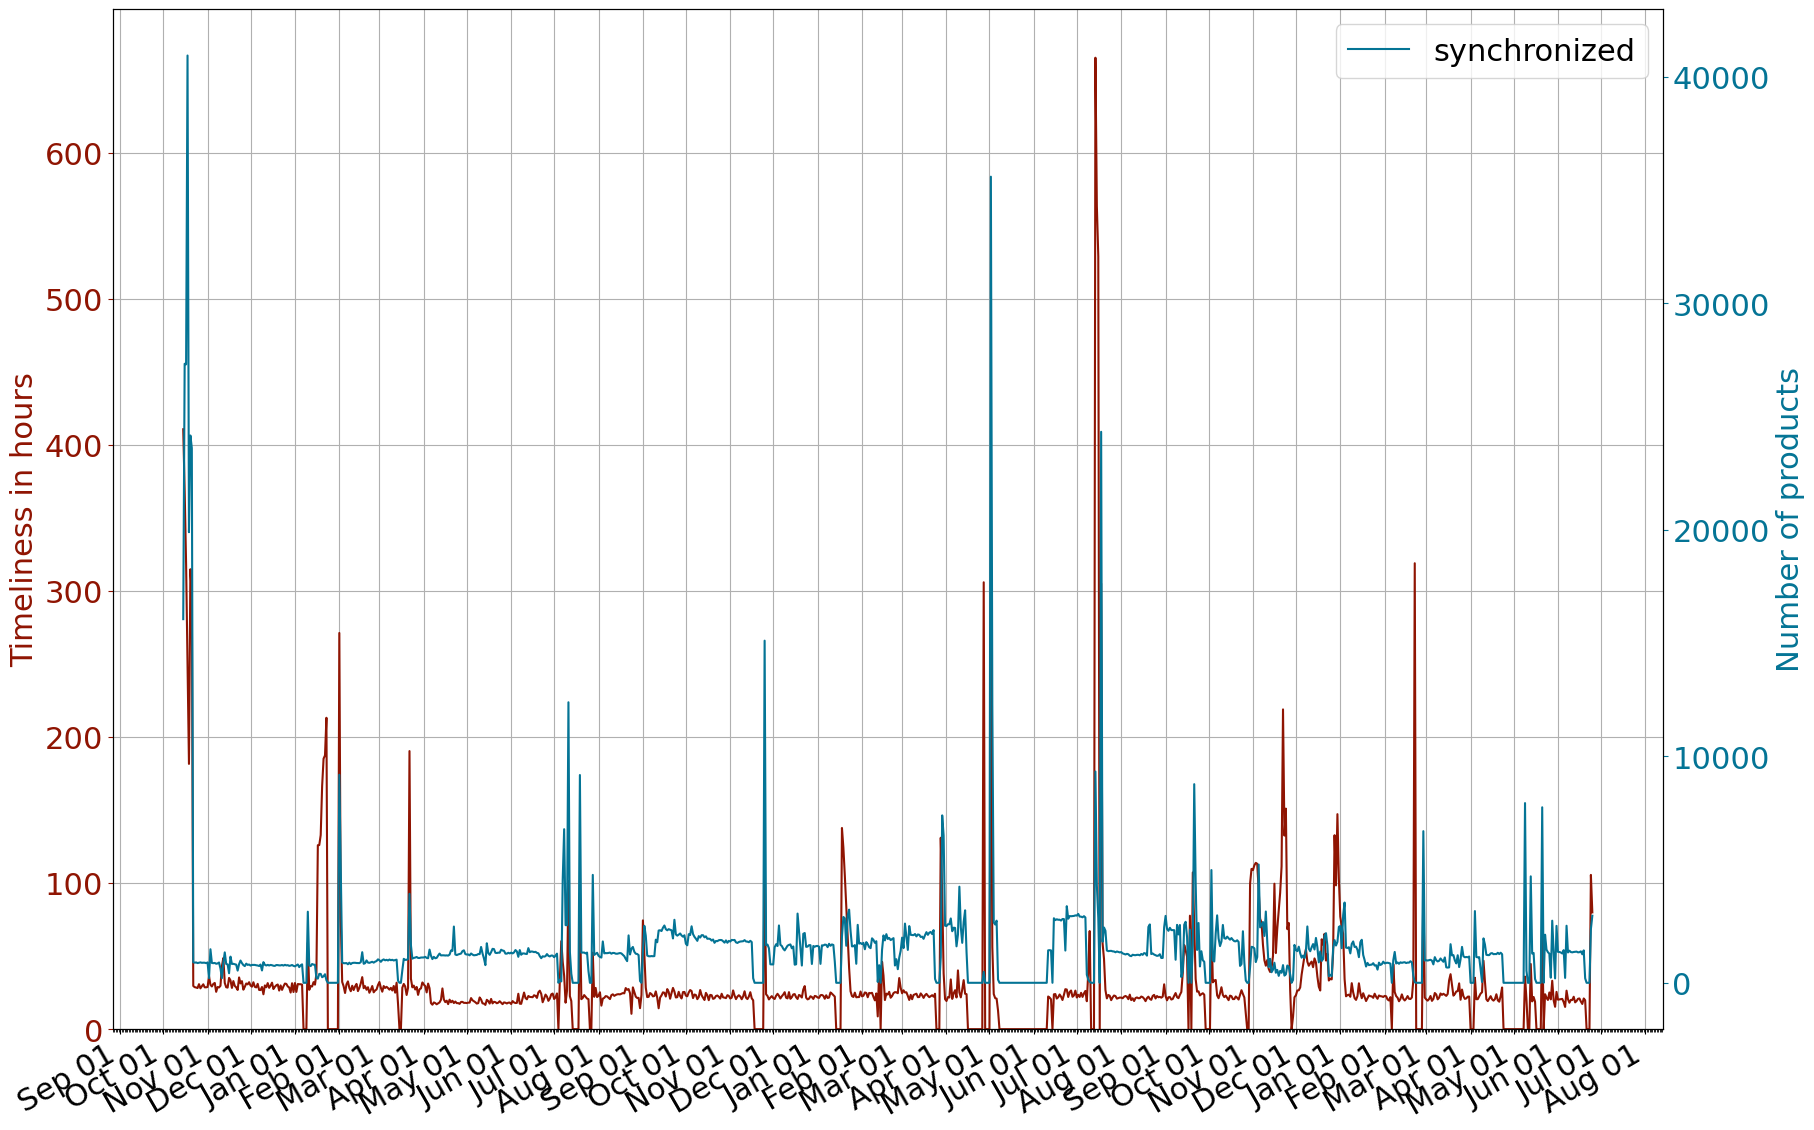 synchronized
Timeliness in hours
600
500
400
300
200
100
0
Number of products
40000
30000
20000
10000
0
Sep 01
Oct 01
Nov 01
Dec 01
Jan 01
Feb 01
Mar 01
Apr 01
May 01
Jun 01
Jul 01
Aug 01
Sep 01
Oct 01
Nov 01
Dec 01
Jan 01
Feb 01
Mar 01
Apr 01
May 01
Jun 01
Jul 01
Aug 01
Sep 01
Oct 01
Nov 01
Dec 01
Jan 01
Feb 01
Mar 01
Apr 01
May 01
Jun 01
Jul 01
Aug 01